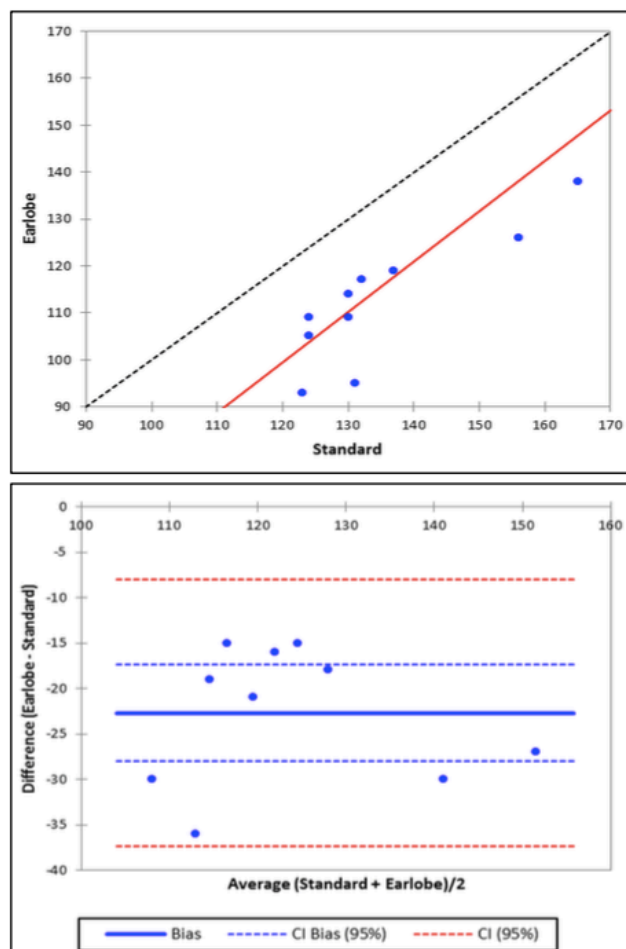 170
160
150
140
130
120
110
100
90
Earlobe
90 100 110 120 130 140 150 160 170
Standard
0
100 110 120 130 140 150 160
-5
-10
-15
-20
-25
-30
-35
-40
Difference (Earlobe - Standard)
Average (Standard + Earlobe)/2
Bias CI Bias (95%) CI (95%)